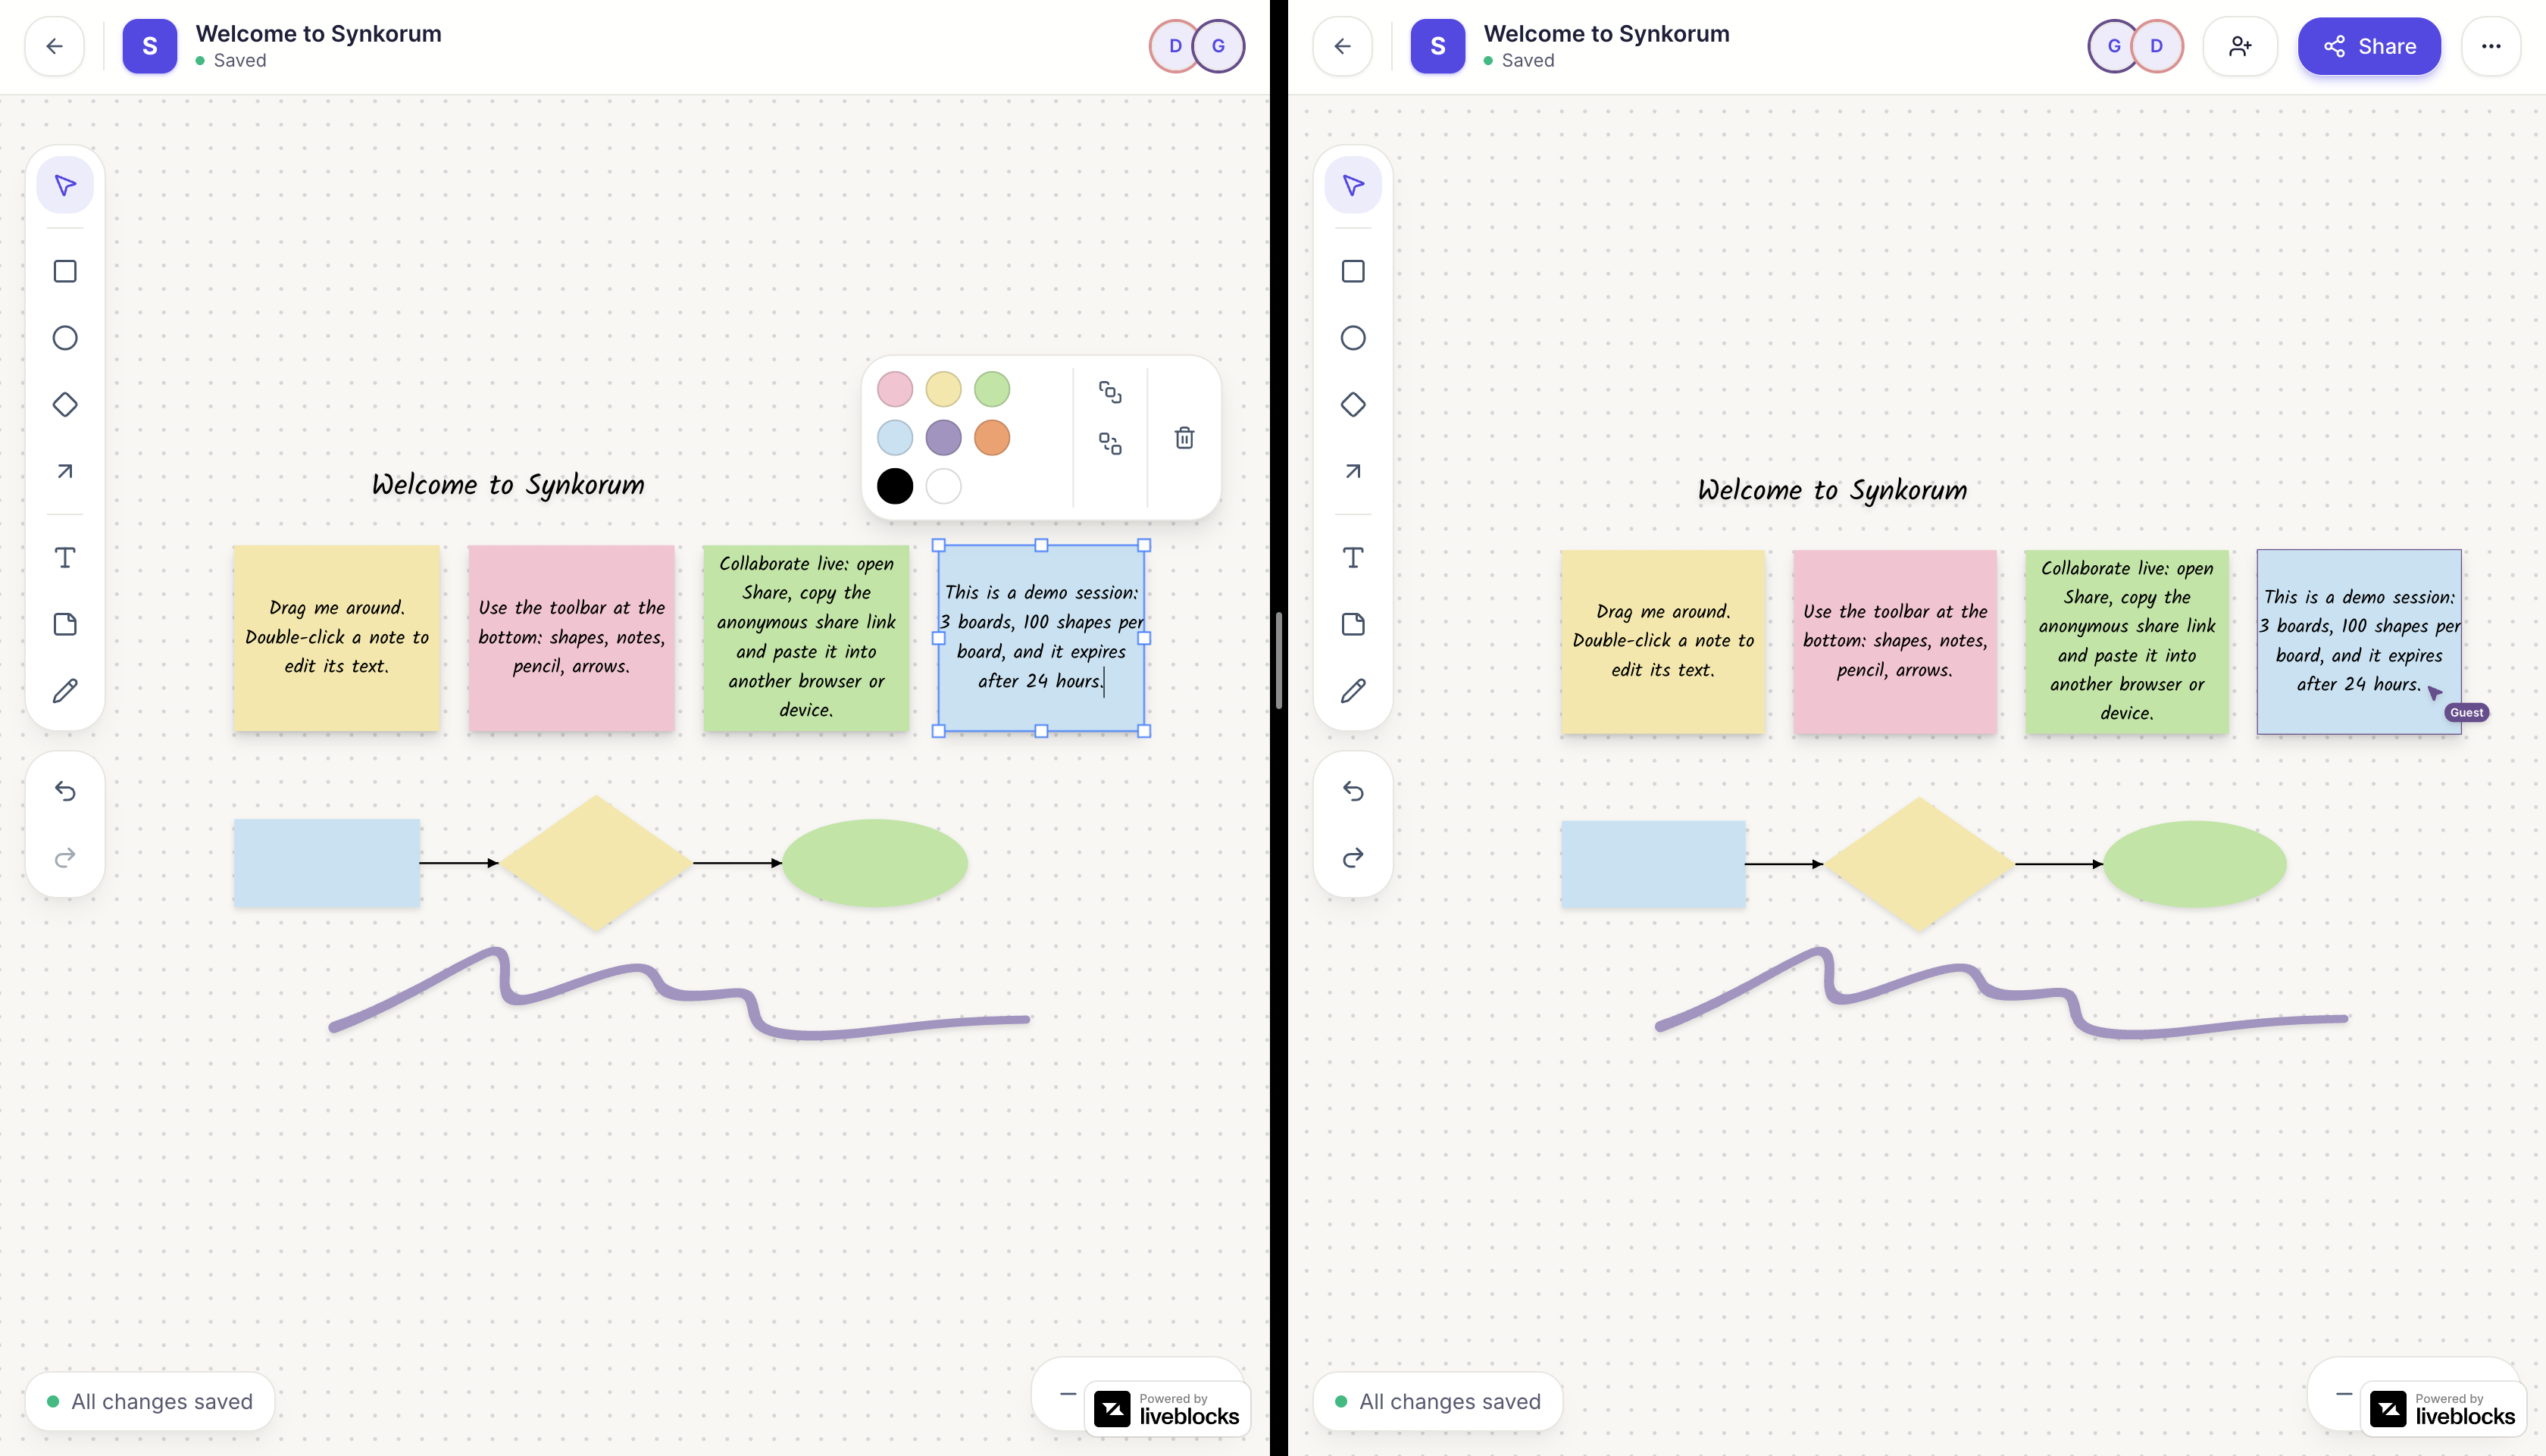 S
Welcome to Synkorum
Saved
D
G
Welcome to Synkorum
Drag me around.
Double-click a note to
edit its text.
Use the toolbar at the
bottom: shapes, notes,
pencil, arrows.
Collaborate live: open
Share, copy the
anonymous share link
and paste it into
another browser or
device.
This is a demo session:
3 boards, 100 shapes per
board, and it expires
after 24 hours.
All changes saved
Powered by
liveblocks
S
Welcome to Synkorum
Saved
G
D
Share
Welcome to Synkorum
Drag me around.
Double-click a note to
edit its text.
Use the toolbar at the
bottom: shapes, notes,
pencil, arrows.
Collaborate live: open
Share, copy the
anonymous share link
and paste it into
another browser or
device.
This is a demo session:
3 boards, 100 shapes per
board, and it expires
after 24 hours.
Guest
All changes saved
Powered by
liveblocks